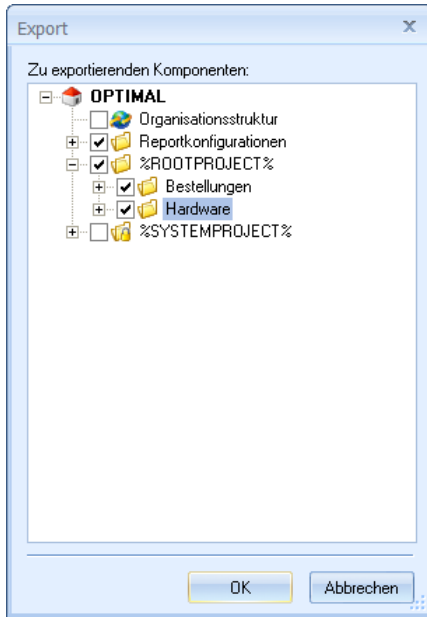 Export
Zu exportierenden Komponenten:
OPTIMAL
Organisationsstruktur
Reportkonfigurationen
%ROOTPROJECT%
Bestellungen
Hardware
%SYSTEMPROJECT%
OK Abbrechen